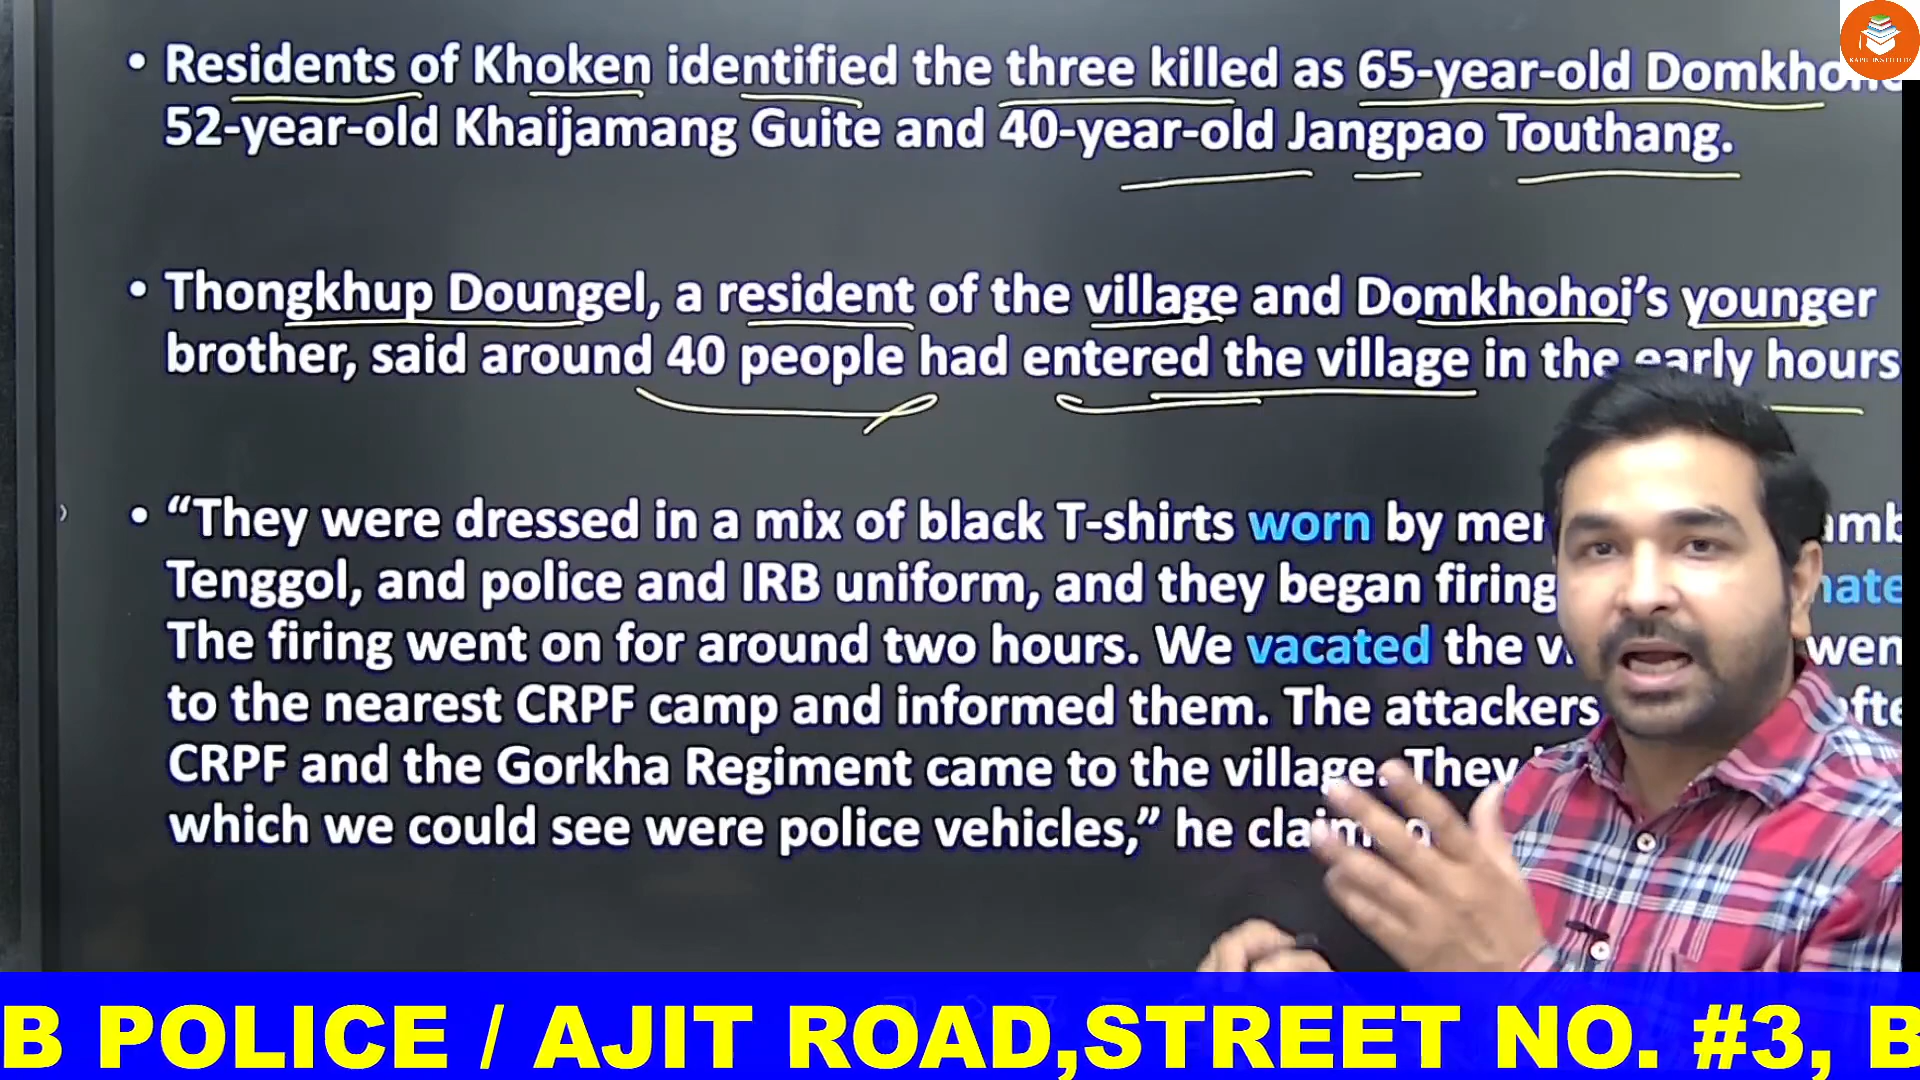 • Residents of Khoken identified the three killed as 65-year-old
52-year-old Khaijamang Guite and 40-year-old Jangpao Touthang.
• Thongkhup Doungel, a resident of the village and Domkhohoi’s younger
brother, said around 40 people had entered the village in the early hours
• “They were dressed in a mix of black T-shirts worn by
Tenggol, and police and IRB uniform, and they began firing
The firing went on for around two hours. We vacated the
to the nearest CRPF camp and informed them. The attackers
CRPF and the Gorkha Regiment came to the village. They
which we could see were police vehicles,” he claimed
B POLICE / AJIT ROAD,STREET NO. #3, B